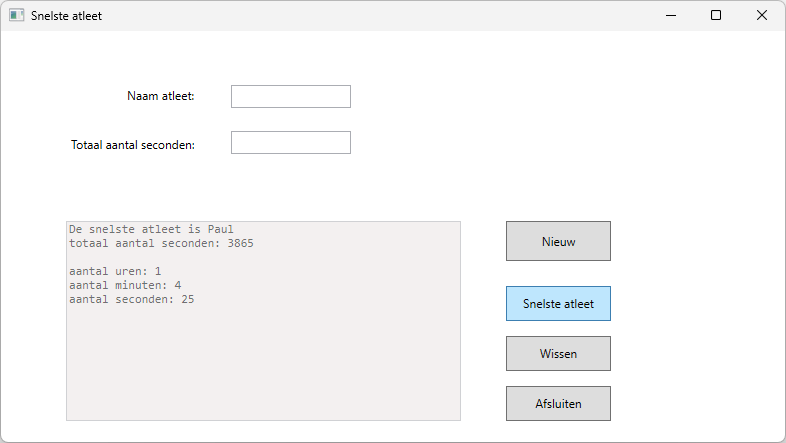 Snelste atleet
Naam atleet:
Totaal aantal seconden:
De snelste atleet is Paul
totaal aantal seconden: 3865
aantal uren: 1
aantal minuten: 4
aantal seconden: 25
Nieuw
Snelste atleet
Wissen
Afsluiten